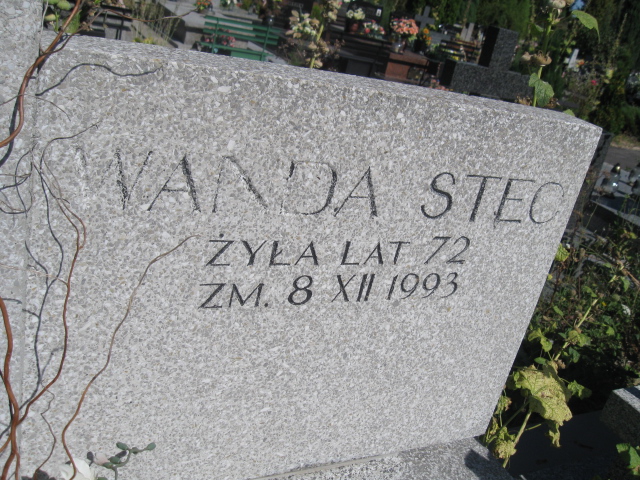 WANDA STEC
ŻYŁA LAT 72
ZM. 8 XII 1993